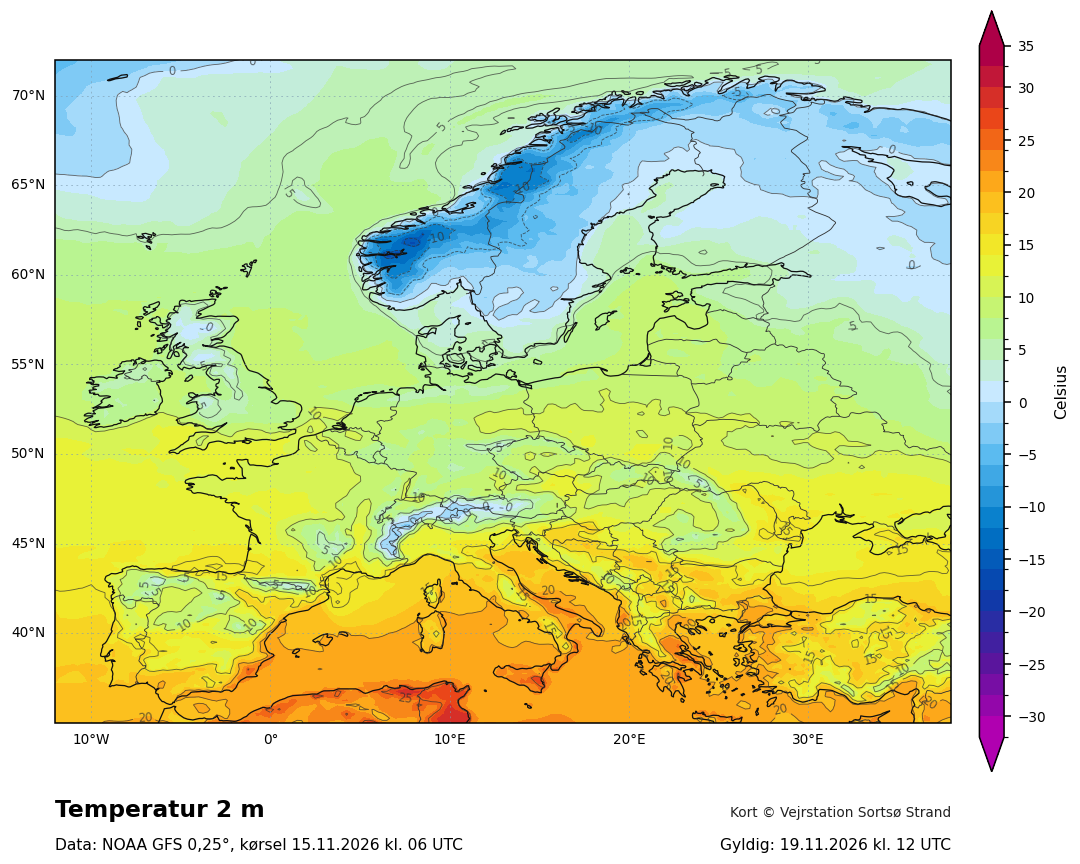 35
30
25
20
15
10
5
0
−5
−10
−15
−20
−25
−30
Celsius
70°N
65°N
60°N
55°N
50°N
45°N
40°N
10°W
0°
10°E
20°E
30°E
Temperatur 2 m
Kort © Vejrstation Sortsø Strand
Data: NOAA GFS 0,25°, kørsel 15.11.2026 kl. 06 UTC
Gyldig: 19.11.2026 kl. 12 UTC